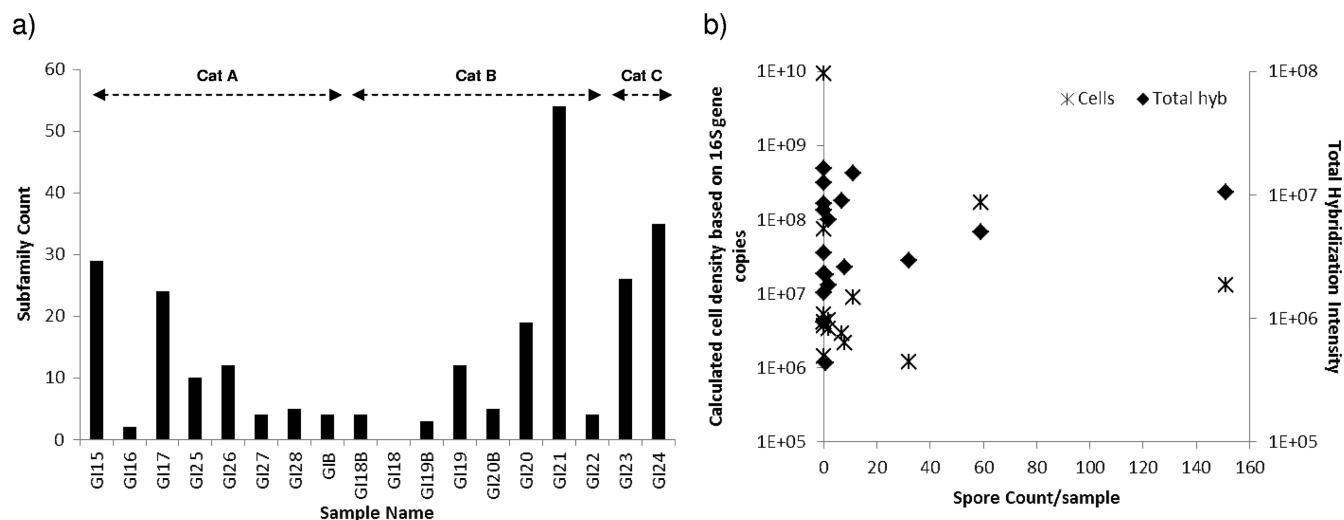 a)
60
50
40
30
20
10
0
Subfamily Count
Cat A
Cat B
Cat C
GI15
GI16
GI17
GI25
GI26
GI27
GI28
GIB
GI18B
GI18
GI19B
GI19
GI20B
GI20
GI21
GI22
GI23
GI24
Sample Name
b)
Calculated cell density based on 16S gene
copies
1E+10
1E+09
1E+08
1E+07
1E+06
1E+05
Cells
Total hyb
1E+08
1E+07
1E+06
1E+05
Total Hybridization Intensity
0
20
40
60
80
100
120
140
160
Spore Count/sample